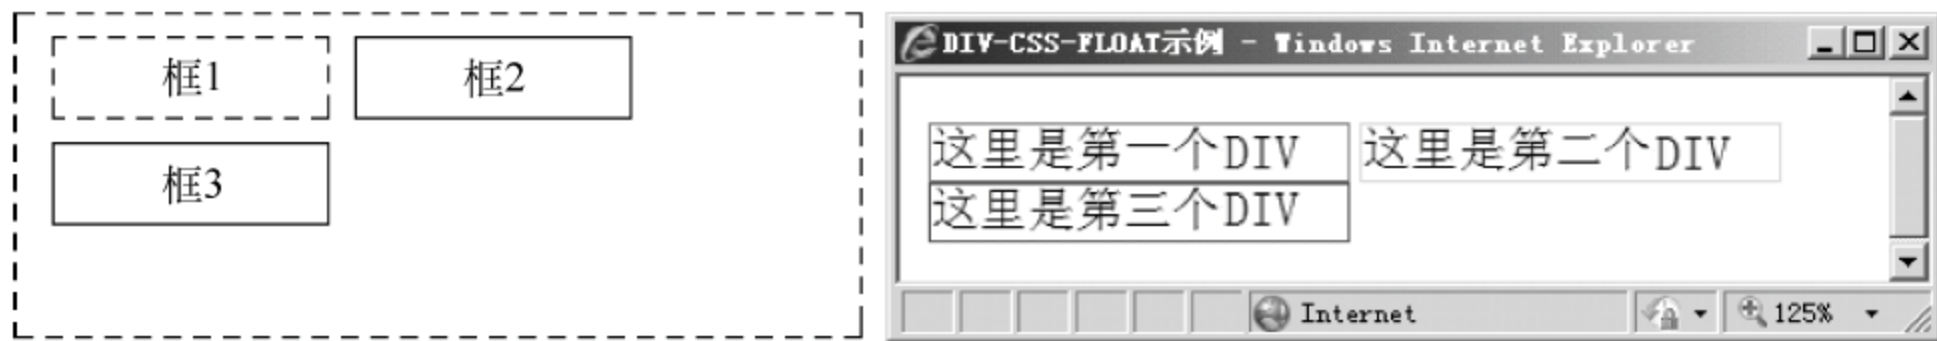 框1 框2
框3
DIV-CSS-FLOAT示例 - Windows Internet Explorer
这里是第一个DIV 这里是第二个DIV
这里是第三个DIV
Internet 125%